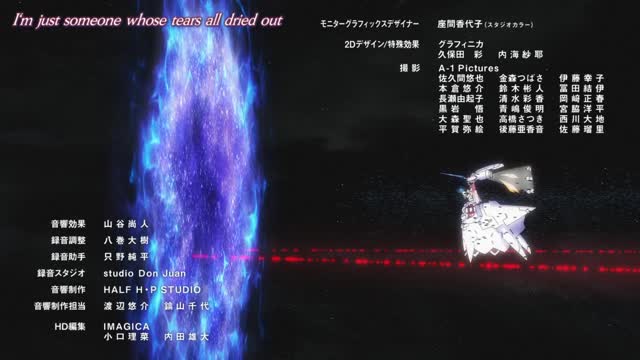 I'm just someone whose tears all dried out
モニターグラフィックスデザイナー 座間香代子(スタジオカラー)
2Dデザイン/特殊効果 グラフィニカ
久保田 彩 内海紗耶
撮影 A-1 Pictures
佐久間悠也 金森つばさ 伊藤幸子
本倉悠介 鈴木彬人 冨田結伊
長瀬由起子 清水彩香 岡﨑正春
黒岩 悟 青嶋俊明 宮脇洋平
大森聖也 高橋さつき 西川大地
平賀弥絵 後藤亜香音 佐藤瑠里
音響効果 山谷尚人
録音調整 八巻大樹
録音助手 只野純平
録音スタジオ studio Don Juan
音響制作 HALF H・P STUDIO
音響制作担当 渡辺悠介 鍮山千代
HD編集 IMAGICA
小口理菜 内田雄大